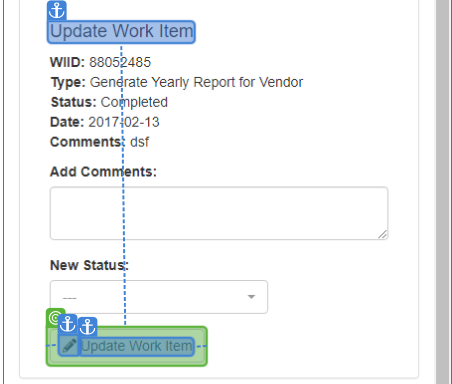 Update Work Item
WIID: 88052485
Type: Generate Yearly Report for Vendor
Status: Completed
Date: 2017-02-13
Comments: dsf
Add Comments:
New Status:
---
Update Work Item